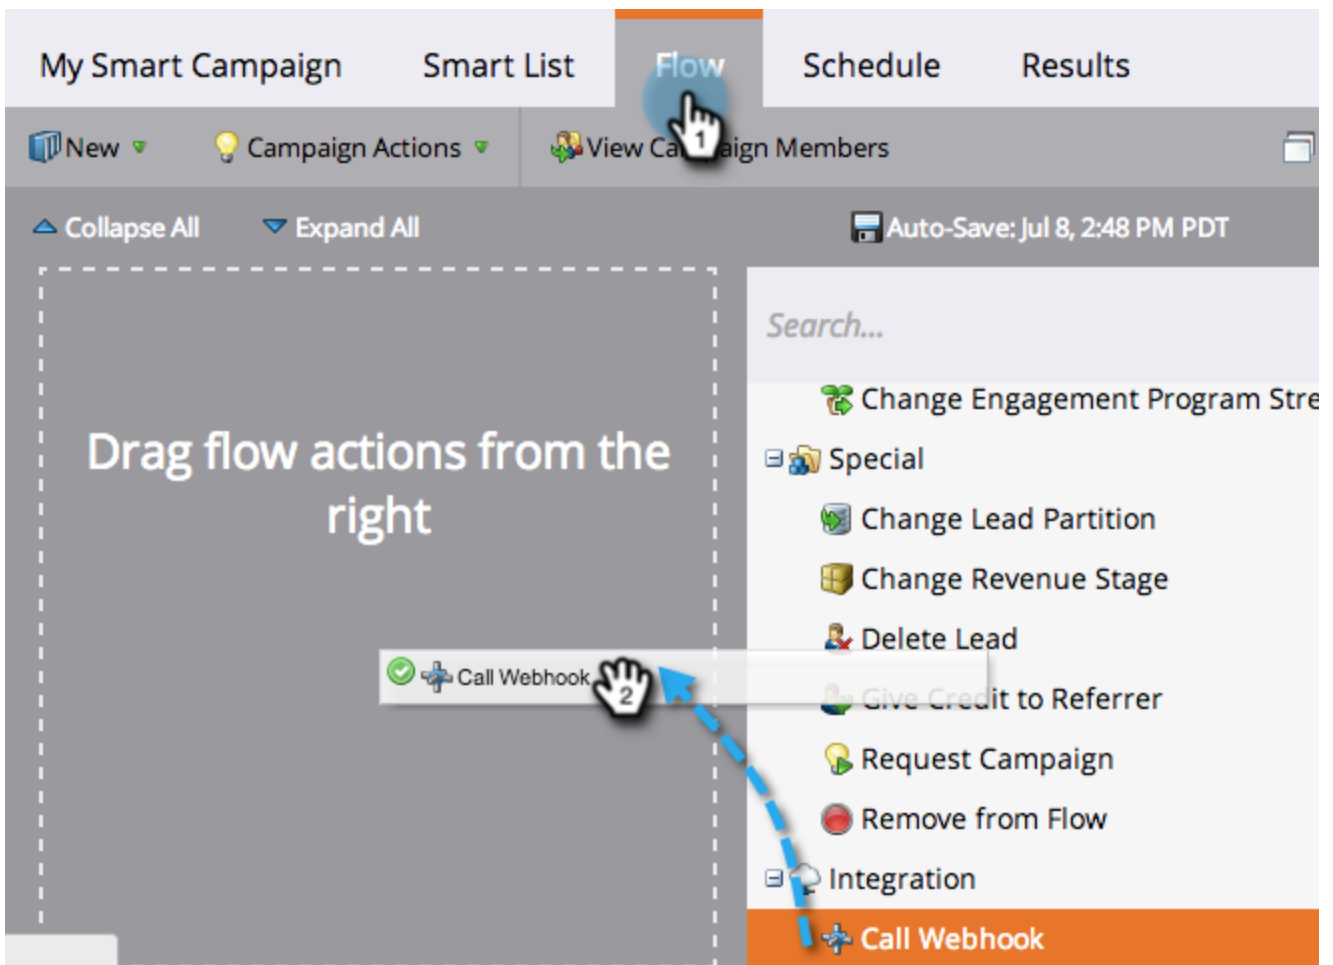 My Smart Campaign Smart List Flow Schedule Results
1
New Campaign Actions View Campaign Members
Collapse All Expand All Auto-Save: Jul 8, 2:48 PM PDT
Search...
Change Engagement Program Stre
Drag flow actions from the
right
Special
Change Lead Partition
Change Revenue Stage
Delete Lead
Call Webhook
2
Give Credit to Referrer
Request Campaign
Remove from Flow
Integration
Call Webhook